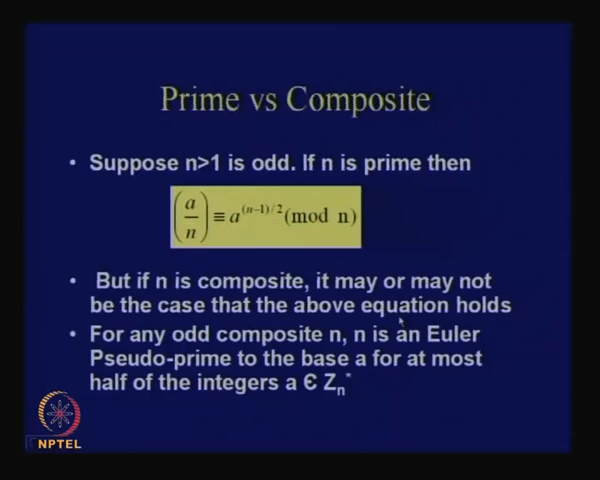 Prime vs Composite
• Suppose n>1 is odd. If n is prime then
(a/n) ≡ a^(n−1)/2 (mod n)
• But if n is composite, it may or may not
be the case that the above equation holds
• For any odd composite n, n is an Euler
Pseudo-prime to the base a for at most
half of the integers a Є Zn*
NPTEL